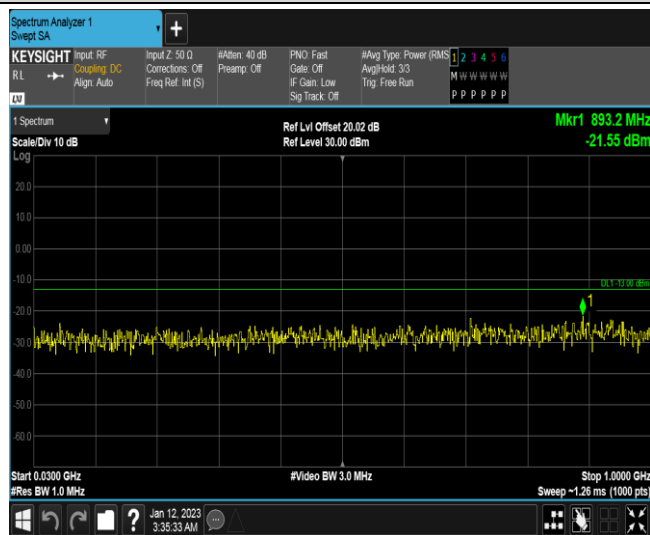 Spectrum Analyzer 1
Swept SA
+
KEYSIGHT
RL
LXI
Input: RF
Coupling: DC
Align: Auto
Input Z: 50 Ω
Corrections: Off
Freq Ref: Int (S)
#Atten: 40 dB
Preamp: Off
PNO: Fast
Gate: Off
IF Gain: Low
Sig Track: Off
#Avg Type: Power (RMS
Avg|Hold: 3/3
Trig: Free Run
1 2 3 4 5 6
M W W W W W
P P P P P P
1 Spectrum
Scale/Div 10 dB
Log
Ref Lvl Offset 20.02 dB
Ref Level 30.00 dBm
Mkr1 893.2 MHz
-21.55 dBm
20.0
10.0
0.00
-10.0
DL1 -13.00 dBm
1
-20.0
-30.0
-40.0
-50.0
-60.0
Start 0.0300 GHz
#Res BW 1.0 MHz
#Video BW 3.0 MHz
Stop 1.0000 GHz
Sweep ~1.26 ms (1000 pts)
?
Jan 12, 2023
3:35:33 AM